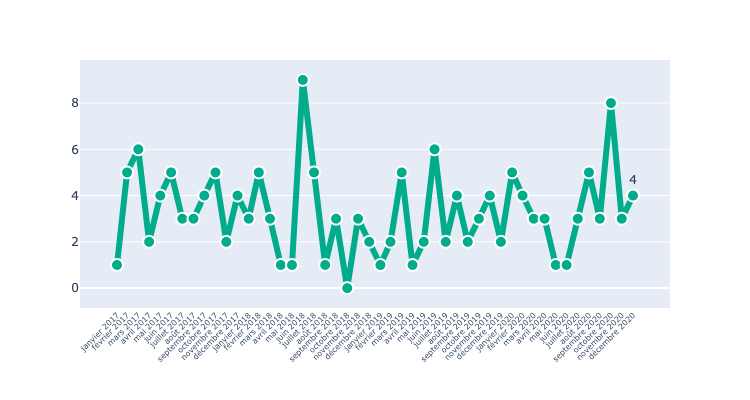 8
6
4
2
0
4
janvier 2017
février 2017
mars 2017
avril 2017
mai 2017
juin 2017
juillet 2017
août 2017
septembre 2017
octobre 2017
novembre 2017
décembre 2017
janvier 2018
février 2018
mars 2018
avril 2018
mai 2018
juin 2018
juillet 2018
août 2018
septembre 2018
octobre 2018
novembre 2018
décembre 2018
janvier 2019
février 2019
mars 2019
avril 2019
mai 2019
juin 2019
juillet 2019
août 2019
septembre 2019
octobre 2019
novembre 2019
décembre 2019
janvier 2020
février 2020
mars 2020
avril 2020
mai 2020
juin 2020
juillet 2020
août 2020
septembre 2020
octobre 2020
novembre 2020
décembre 2020